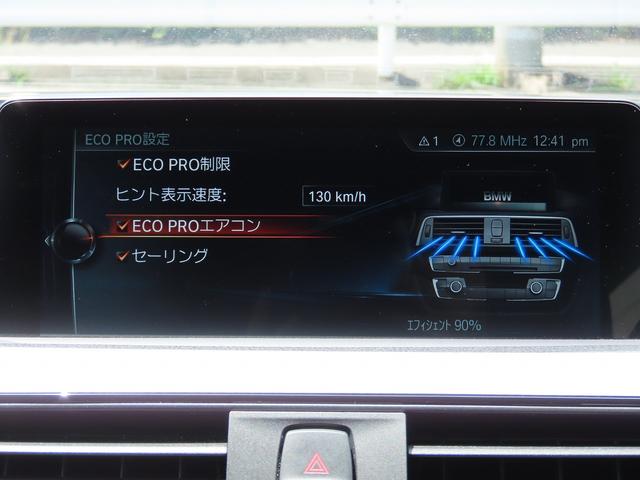 ECO PRO設定
⚠1 77.8 MHz 12:41 pm
ECO PRO制限
ヒント表示速度: 130 km/h
ECO PROエアコン
セーリング
BMW
ｴﾌｨｼｪﾝﾄ 90%